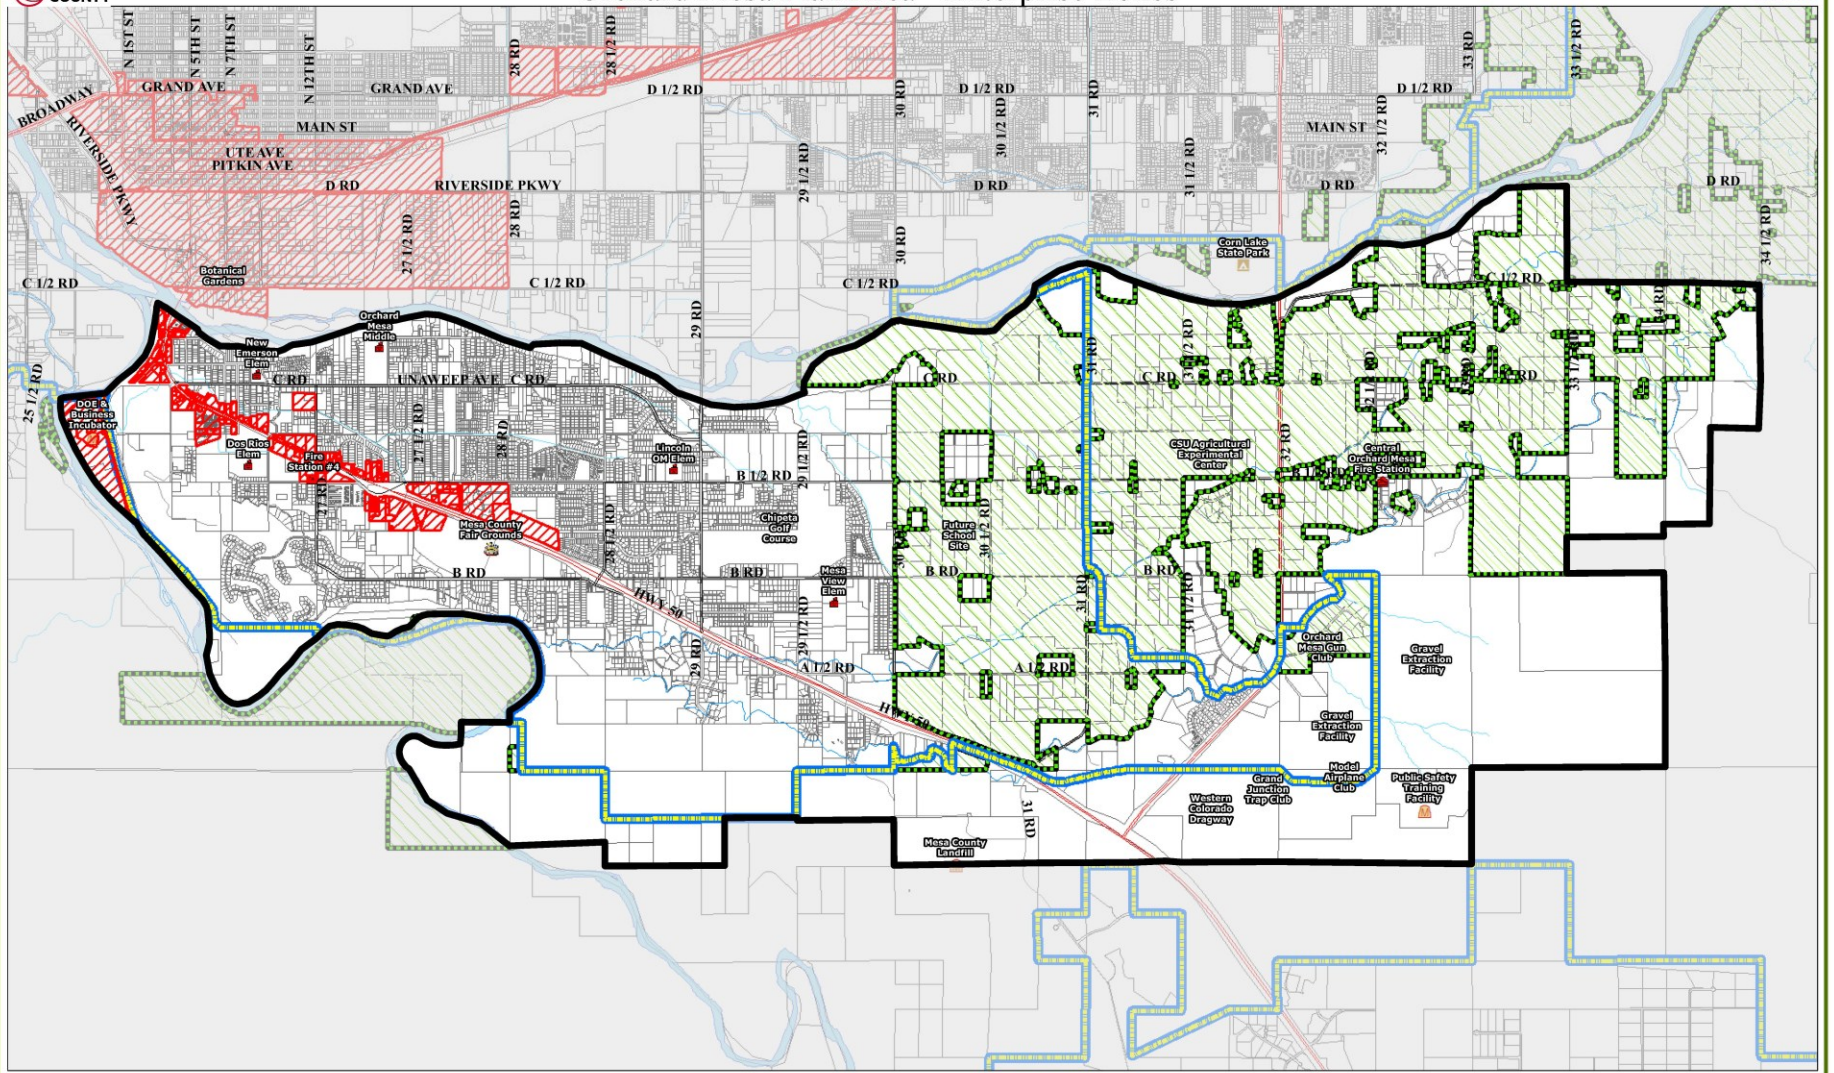 N 1ST ST
N 5TH ST
N 7TH ST
N 12TH ST
28 RD
28 1/2 RD
33 RD
33 1/2 RD
BROADWAY
GRAND AVE
GRAND AVE
D 1/2 RD
30 RD
D 1/2 RD
31 RD
D 1/2 RD
RIVERSIDE PKWY
MAIN ST
30 1/2 RD
MAIN ST
32 1/2 RD
UTE AVE
PITKIN AVE
29 1/2 RD
31 1/2 RD
D RD
RIVERSIDE PKWY
D RD
D RD
D RD
27 1/2 RD
28 RD
30 RD
34 1/2 RD
Corn Lake
State Park
Botanical
Gardens
C 1/2 RD
C 1/2 RD
C 1/2 RD
C 1/2 RD
29 RD
Orchard
Mesa
Middle
New
Emerson
Elem
31 RD
C RD
UNAWEEP AVE
C RD
C RD
C RD
25 1/2 RD
DOE &
Business
Incubator
27 1/2 RD
28 RD
Dos Rios
Elem
Fire
Station #4
Lincoln
OM Elem
29 1/2 RD
B 1/2 RD
CSU Agricultural
Experimental
Center
32 RD
Central
Orchard Mesa
Fire Station
Mesa County
Fair Grounds
28 1/2 RD
Chipeta
Golf
Course
Future
School
Site
30 1/2 RD
B RD
B RD
B RD
B RD
Mesa
View
Elem
31 RD
31 1/2 RD
HWY 50
29 RD
29 1/2 RD
A 1/2 RD
A 1/2 RD
Orchard
Mesa Gun
Club
Gravel
Extraction
Facility
HWY 50
Gravel
Extraction
Facility
Model
Airplane
Club
Grand
Junction
Trap Club
Public Safety
Training
Facility
Western
Colorado
Dragway
31 RD
Mesa County
Landfill